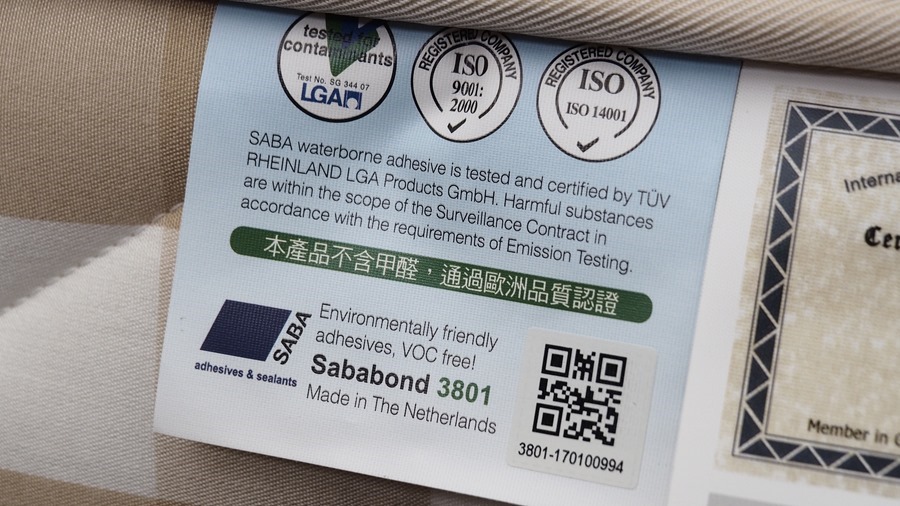 tested for
contaminants
Test No. SG 344 07
LGA
REGISTERED COMPANY
ISO
9001:
2000
REGISTERED COMPANY
ISO
ISO 14001
SABA waterborne adhesive is tested and certified by TÜV
RHEINLAND LGA Products GmbH. Harmful substances
are within the scope of the Surveillance Contract in
accordance with the requirements of Emission Testing.
本產品不含甲醛，通過歐洲品質認證
SABA
adhesives & sealants
Environmentally friendly
adhesives, VOC free!
Sababond 3801
Made in The Netherlands
3801-170100994
Member in